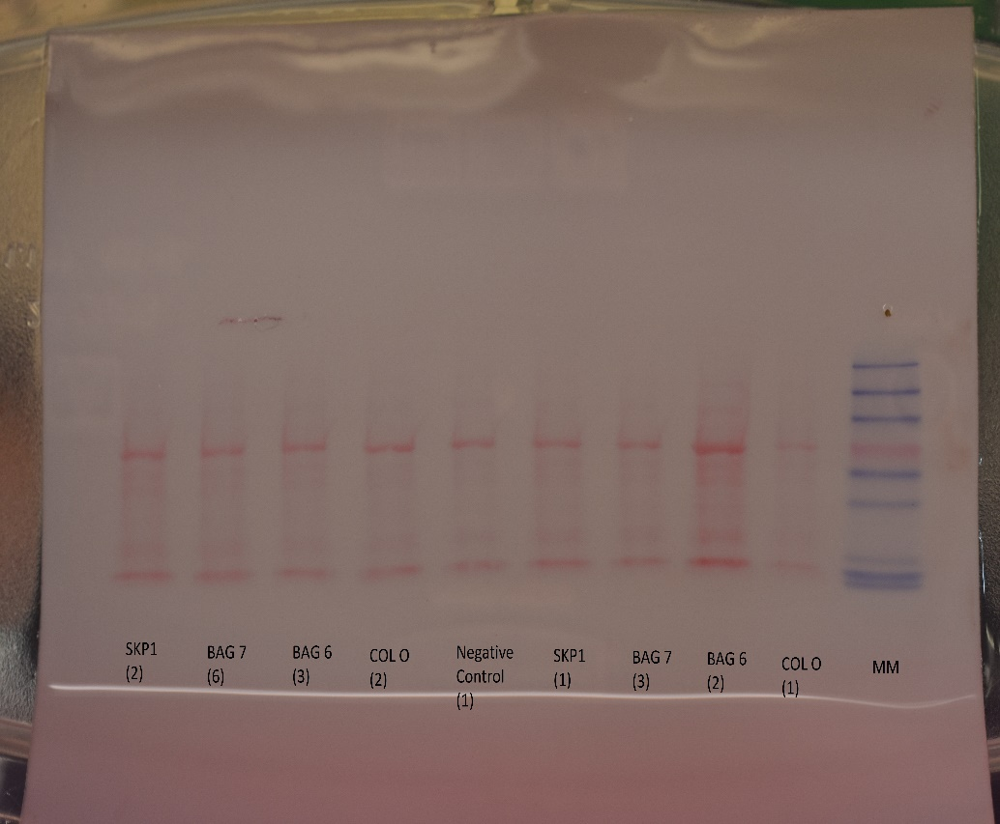 SKP1
(2)
BAG 7
(6)
BAG 6
(3)
COL O
(2)
Negative
Control
(1)
SKP1
(1)
BAG 7
(3)
BAG 6
(2)
COL O
(1)
MM